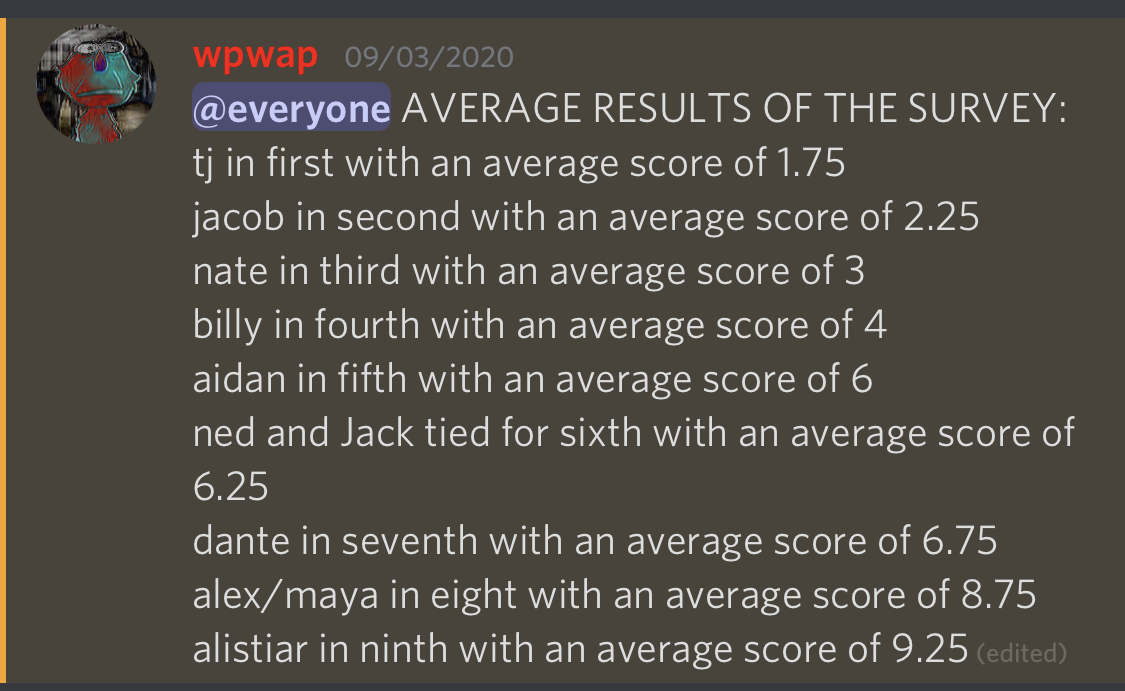 wpwap 09/03/2020
@everyone AVERAGE RESULTS OF THE SURVEY:
tj in first with an average score of 1.75
jacob in second with an average score of 2.25
nate in third with an average score of 3
billy in fourth with an average score of 4
aidan in fifth with an average score of 6
ned and Jack tied for sixth with an average score of
6.25
dante in seventh with an average score of 6.75
alex/maya in eight with an average score of 8.75
alistiar in ninth with an average score of 9.25 (edited)